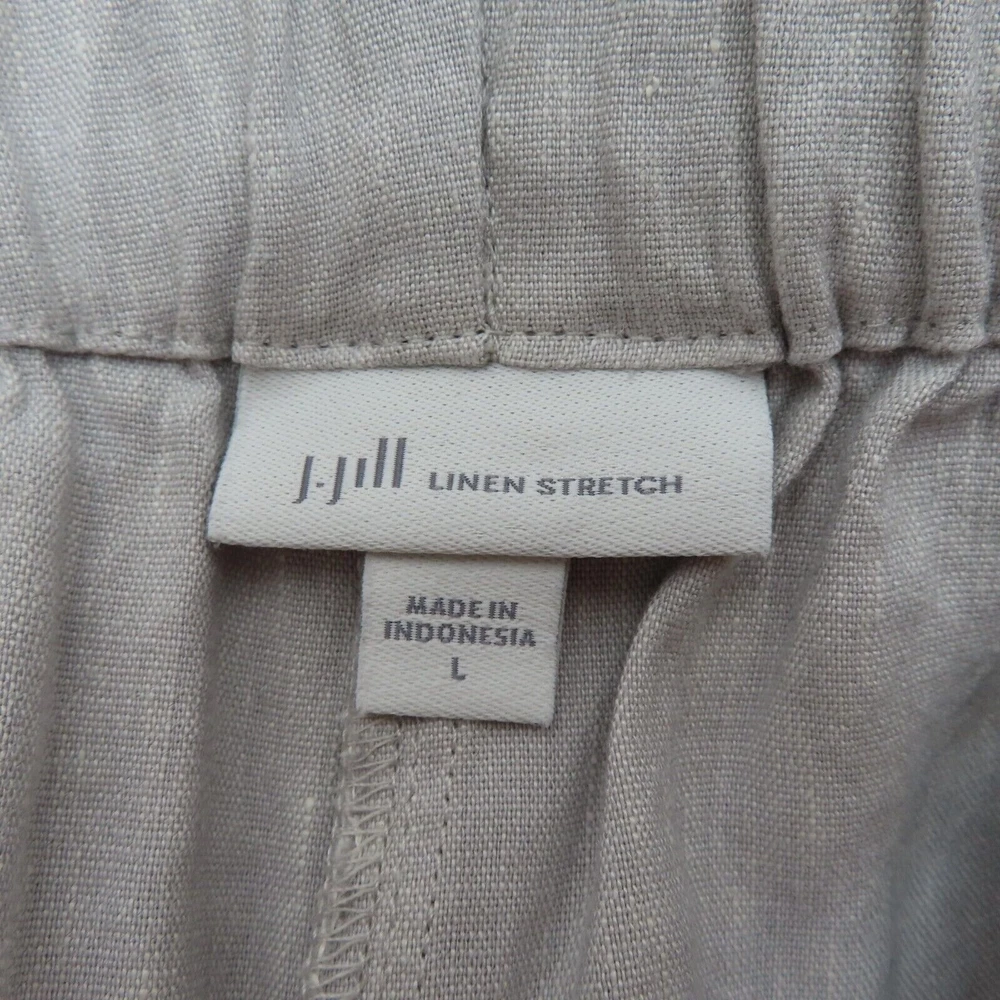 J.Jill LINEN STRETCH
MADE IN
INDONESIA
L